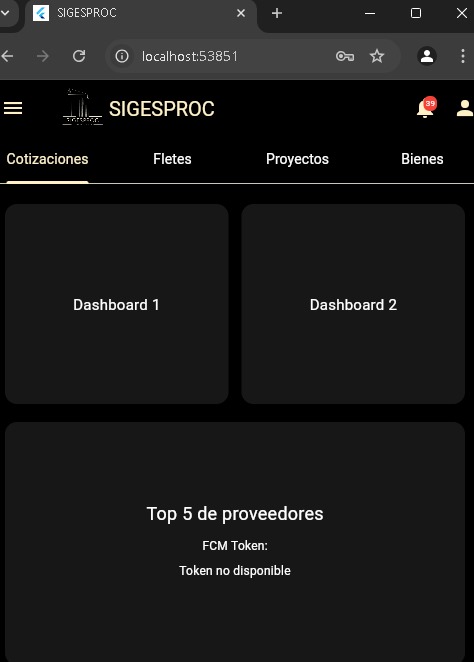 SIGESPROC
localhost:53851
SIGESPROC
SIGESPROC
39
Cotizaciones Fletes Proyectos Bienes
Dashboard 1 Dashboard 2
Top 5 de proveedores
FCM Token:
Token no disponible